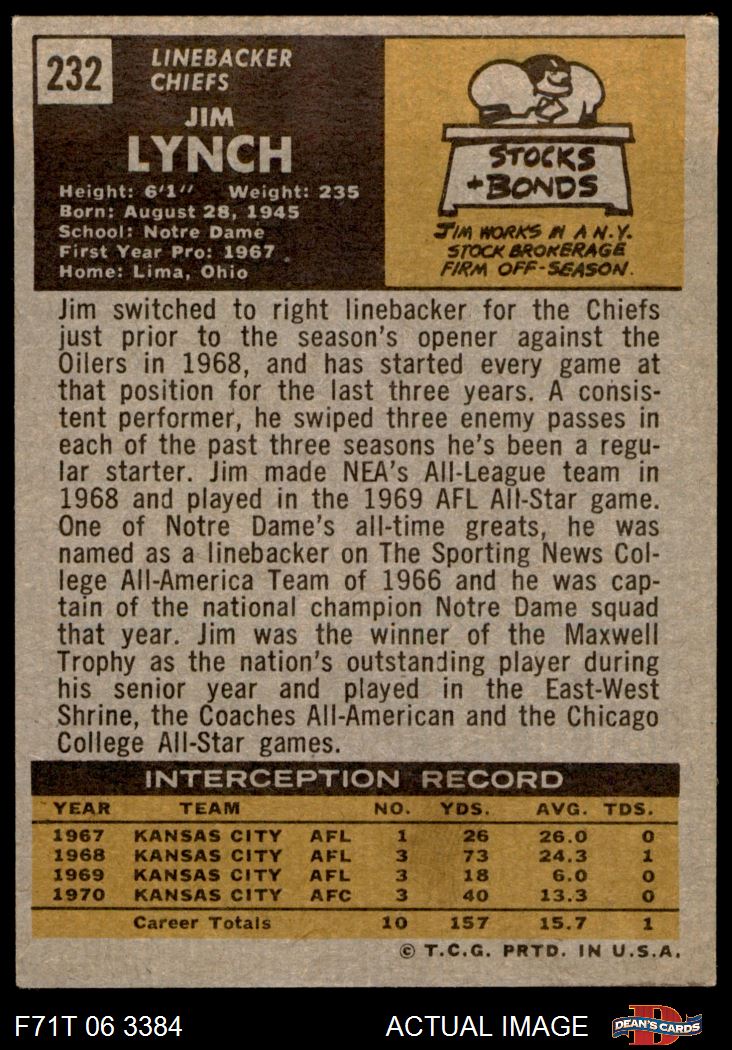 232
LINEBACKER
CHIEFS
JIM
LYNCH
Height: 6'1" Weight: 235
Born: August 28, 1945
School: Notre Dame
First Year Pro: 1967
Home: Lima, Ohio
STOCKS
+BONDS
JIM WORKS IN A N.Y.
STOCK BROKERAGE
FIRM OFF-SEASON.
Jim switched to right linebacker for the Chiefs
just prior to the season's opener against the
Oilers in 1968, and has started every game at
that position for the last three years. A consis-
tent performer, he swiped three enemy passes in
each of the past three seasons he's been a regu-
lar starter. Jim made NEA's All-League team in
1968 and played in the 1969 AFL All-Star game.
One of Notre Dame's all-time greats, he was
named as a linebacker on The Sporting News Col-
lege All-America Team of 1966 and he was cap-
tain of the national champion Notre Dame squad
that year. Jim was the winner of the Maxwell
Trophy as the nation's outstanding player during
his senior year and played in the East-West
Shrine, the Coaches All-American and the Chicago
College All-Star games.
INTERCEPTION RECORD
YEAR TEAM NO. YDS. AVG. TDS.
1967 KANSAS CITY AFL 1 26 26.0 0
1968 KANSAS CITY AFL 3 73 24.3 1
1969 KANSAS CITY AFL 3 18 6.0 0
1970 KANSAS CITY AFC 3 40 13.3 0
Career Totals 10 157 15.7 1
© T.C.G. PRTD. IN U.S.A.
F71T 06 3384 ACTUAL IMAGE
D
DEAN'S CARDS